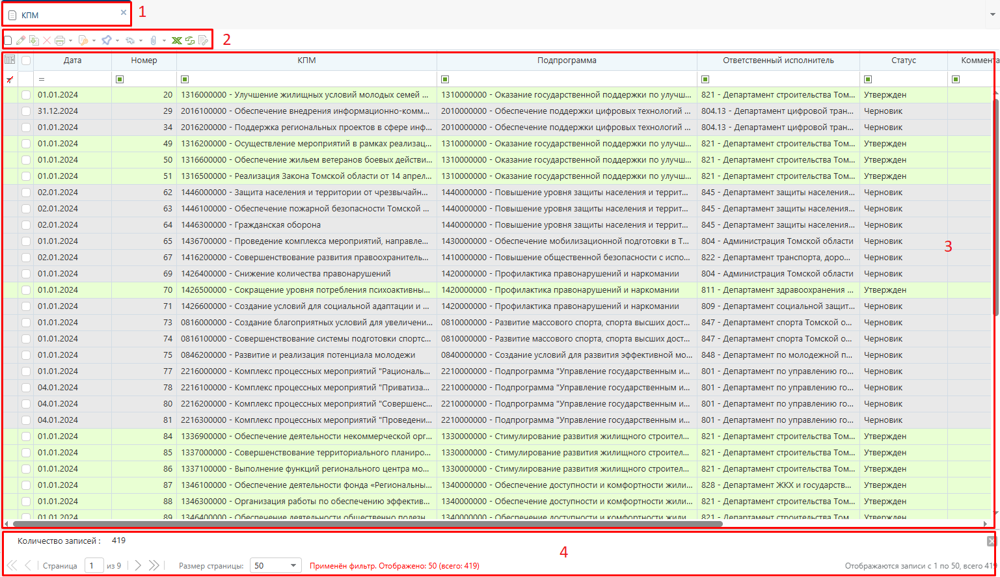 КПМ
1
2
Дата Номер КПМ Подпрограмма Ответственный исполнитель Статус Коммента
=
01.01.2024 20 1316000000 - Улучшение жилищных условий молодых семей ... 1310000000 - Оказание государственной поддержки по улучш... 821 - Департамент строительства Том... Утвержден
31.12.2024 29 2016100000 - Обеспечение внедрения информационно-комм... 2010000000 - Обеспечение поддержки цифровых технологий ... 804.13 - Департамент цифровой тран... Черновик
01.01.2024 34 2016200000 - Поддержка региональных проектов в сфере инф... 2010000000 - Обеспечение поддержки цифровых технологий ... 804.13 - Департамент цифровой тран... Черновик
01.01.2024 49 1316200000 - Осуществление мероприятий в рамках реализац... 1310000000 - Оказание государственной поддержки по улучш... 821 - Департамент строительства Том... Утвержден
01.01.2024 50 1316600000 - Обеспечение жильем ветеранов боевых действи... 1310000000 - Оказание государственной поддержки по улучш... 821 - Департамент строительства Том... Утвержден
01.01.2024 51 1316500000 - Реализация Закона Томской области от 14 апрел... 1310000000 - Оказание государственной поддержки по улучш... 821 - Департамент строительства Том... Утвержден
02.01.2024 62 1446000000 - Защита населения и территории от чрезвычайн... 1440000000 - Повышение уровня защиты населения и террит... 845 - Департамент защиты населения... Черновик
02.01.2024 63 1446100000 - Обеспечение пожарной безопасности Томской ... 1440000000 - Повышение уровня защиты населения и террит... 845 - Департамент защиты населения... Черновик
02.01.2024 64 1446300000 - Гражданская оборона 1440000000 - Повышение уровня защиты населения и террит... 845 - Департамент защиты населения... Черновик
01.01.2024 65 1436700000 - Проведение комплекса мероприятий, направле... 1430000000 - Обеспечение мобилизационной подготовки в Т... 804 - Администрация Томской области Черновик
3
02.01.2024 67 1416200000 - Совершенствование развития правоохранитель... 1410000000 - Повышение общественной безопасности с испо... 822 - Департамент транспорта, доро... Черновик
01.01.2024 69 1426400000 - Снижение количества правонарушений 1420000000 - Профилактика правонарушений и наркомании 804 - Администрация Томской области Черновик
01.01.2024 70 1426500000 - Сокращение уровня потребления психоактивны... 1420000000 - Профилактика правонарушений и наркомании 811 - Департамент здравоохранения ... Утвержден
01.01.2024 71 1426600000 - Создание условий для социальной адаптации и ... 1420000000 - Профилактика правонарушений и наркомании 809 - Департамент социальной защит... Черновик
01.01.2024 73 0816000000 - Создание благоприятных условий для увеличени... 0810000000 - Развитие массового спорта, спорта высших дост... 847 - Департамент спорта Томской о... Черновик
01.01.2024 74 0816100000 - Совершенствование системы подготовки спортс... 0810000000 - Развитие массового спорта, спорта высших дост... 847 - Департамент спорта Томской о... Черновик
01.01.2024 75 0846200000 - Развитие и реализация потенциала молодежи 0840000000 - Создание условий для развития эффективной мо... 848 - Департамент по молодежной п... Черновик
01.01.2024 77 2216000000 - Комплекс процессных мероприятий "Рациональ... 2210000000 - Подпрограмма "Управление государственным и... 801 - Департамент по управлению го... Черновик
04.01.2024 78 2216100000 - Комплекс процессных мероприятий "Приватиза... 2210000000 - Подпрограмма "Управление государственным и... 801 - Департамент по управлению го... Черновик
04.01.2024 80 2216200000 - Комплекс процессных мероприятий "Совершенс... 2210000000 - Подпрограмма "Управление государственным и... 801 - Департамент по управлению го... Черновик
04.01.2024 81 2216300000 - Комплекс процессных мероприятий "Проведени... 2210000000 - Подпрограмма "Управление государственным и... 801 - Департамент по управлению го... Черновик
01.01.2024 84 1336900000 - Обеспечение деятельности некоммерческой орг... 1330000000 - Стимулирование развития жилищного строител... 821 - Департамент строительства Том... Утвержден
01.01.2024 85 1337000000 - Совершенствование территориального планиро... 1330000000 - Стимулирование развития жилищного строител... 821 - Департамент строительства Том... Утвержден
01.01.2024 86 1337100000 - Выполнение функций регионального центра мо... 1330000000 - Стимулирование развития жилищного строител... 821 - Департамент строительства Том... Утвержден
01.01.2024 87 1346100000 - Обеспечение деятельности фонда «Региональны... 1340000000 - Обеспечение доступности и комфортности жили... 828 - Департамент ЖКХ и государств... Утвержден
01.01.2024 88 1346300000 - Организация работы по обеспечению эффектив... 1340000000 - Обеспечение доступности и комфортности жили... 821 - Департамент строительства Том... Утвержден
01.01.2024 89 1346400000 - Обеспечение деятельности общественно полезн... 1340000000 - Обеспечение доступности и комфортности жили... 821 - Департамент строительства Том... Утвержден
Количество записей : 419
4
Страница 1 из 9 Размер страницы: 50 Применён фильтр. Отображено: 50 (всего: 419) Отображаются записи с 1 по 50, всего 419